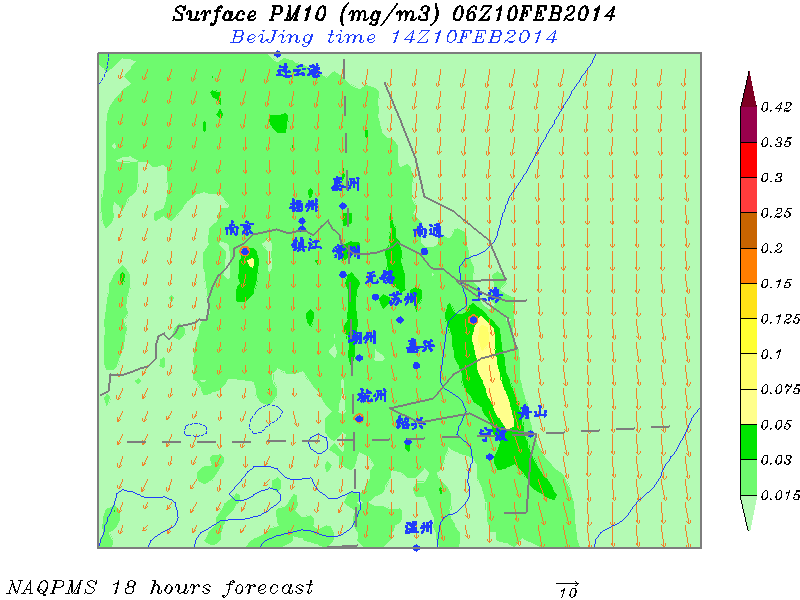 Surface PM10 (mg/m3) 06Z10FEB2014
BeiJing time 14Z10FEB2014
连云港
泰州
扬州
南京
镇江
常州
南通
无锡
苏州
上海
湖州
嘉兴
杭州
绍兴
舟山
宁波
温州
0.42
0.35
0.3
0.25
0.2
0.15
0.125
0.1
0.075
0.05
0.03
0.015
NAQPMS 18 hours forecast
10